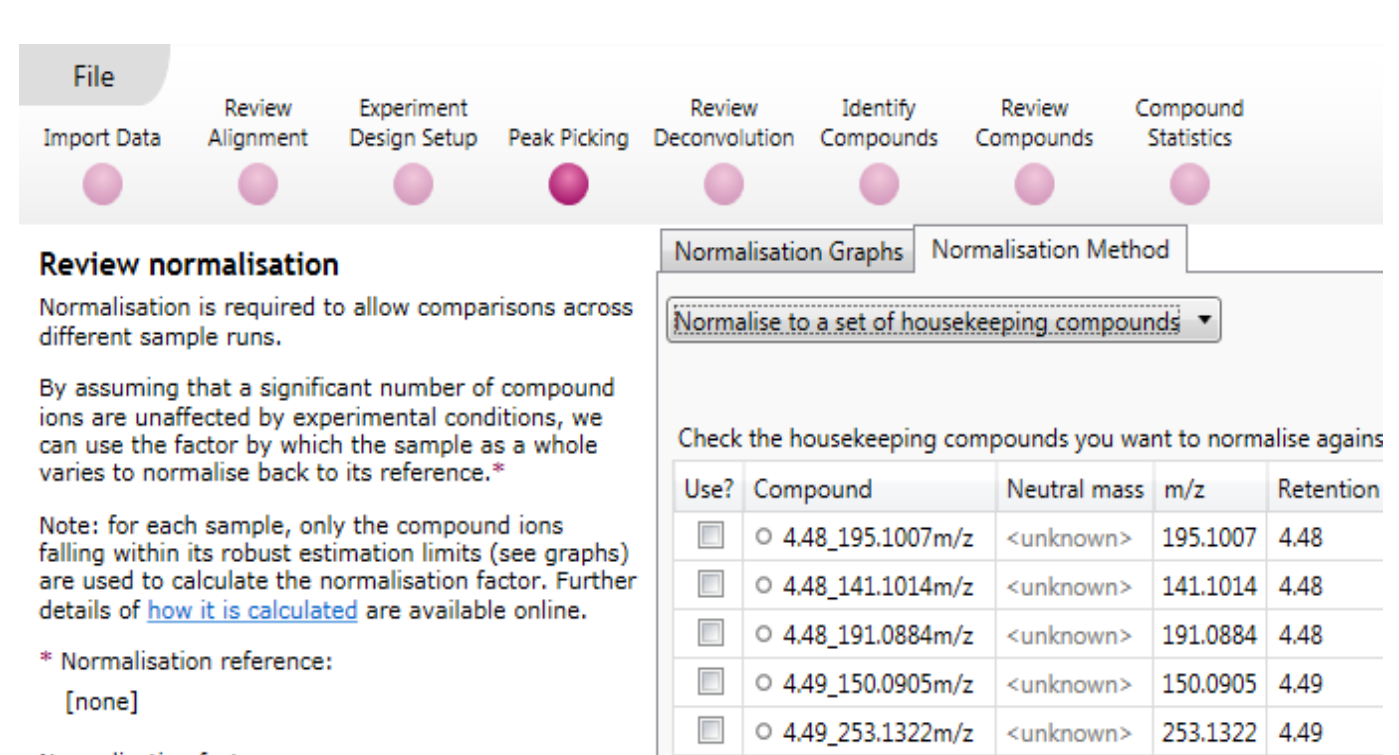 File
Import Data
Review
Alignment
Experiment
Design Setup
Peak Picking
Review
Deconvolution
Identify
Compounds
Review
Compounds
Compound
Statistics
Review normalisation
Normalisation is required to allow comparisons across
different sample runs.
By assuming that a significant number of compound
ions are unaffected by experimental conditions, we
can use the factor by which the sample as a whole
varies to normalise back to its reference.*
Note: for each sample, only the compound ions
falling within its robust estimation limits (see graphs)
are used to calculate the normalisation factor. Further
details of how it is calculated are available online.
* Normalisation reference:
[none]
Normalisation Graphs
Normalisation Method
Normalise to a set of housekeeping compounds
Check the housekeeping compounds you want to normalise agains
Use? Compound Neutral mass m/z Retention
4.48_195.1007m/z <unknown> 195.1007 4.48
4.48_141.1014m/z <unknown> 141.1014 4.48
4.48_191.0884m/z <unknown> 191.0884 4.48
4.49_150.0905m/z <unknown> 150.0905 4.49
4.49_253.1322m/z <unknown> 253.1322 4.49